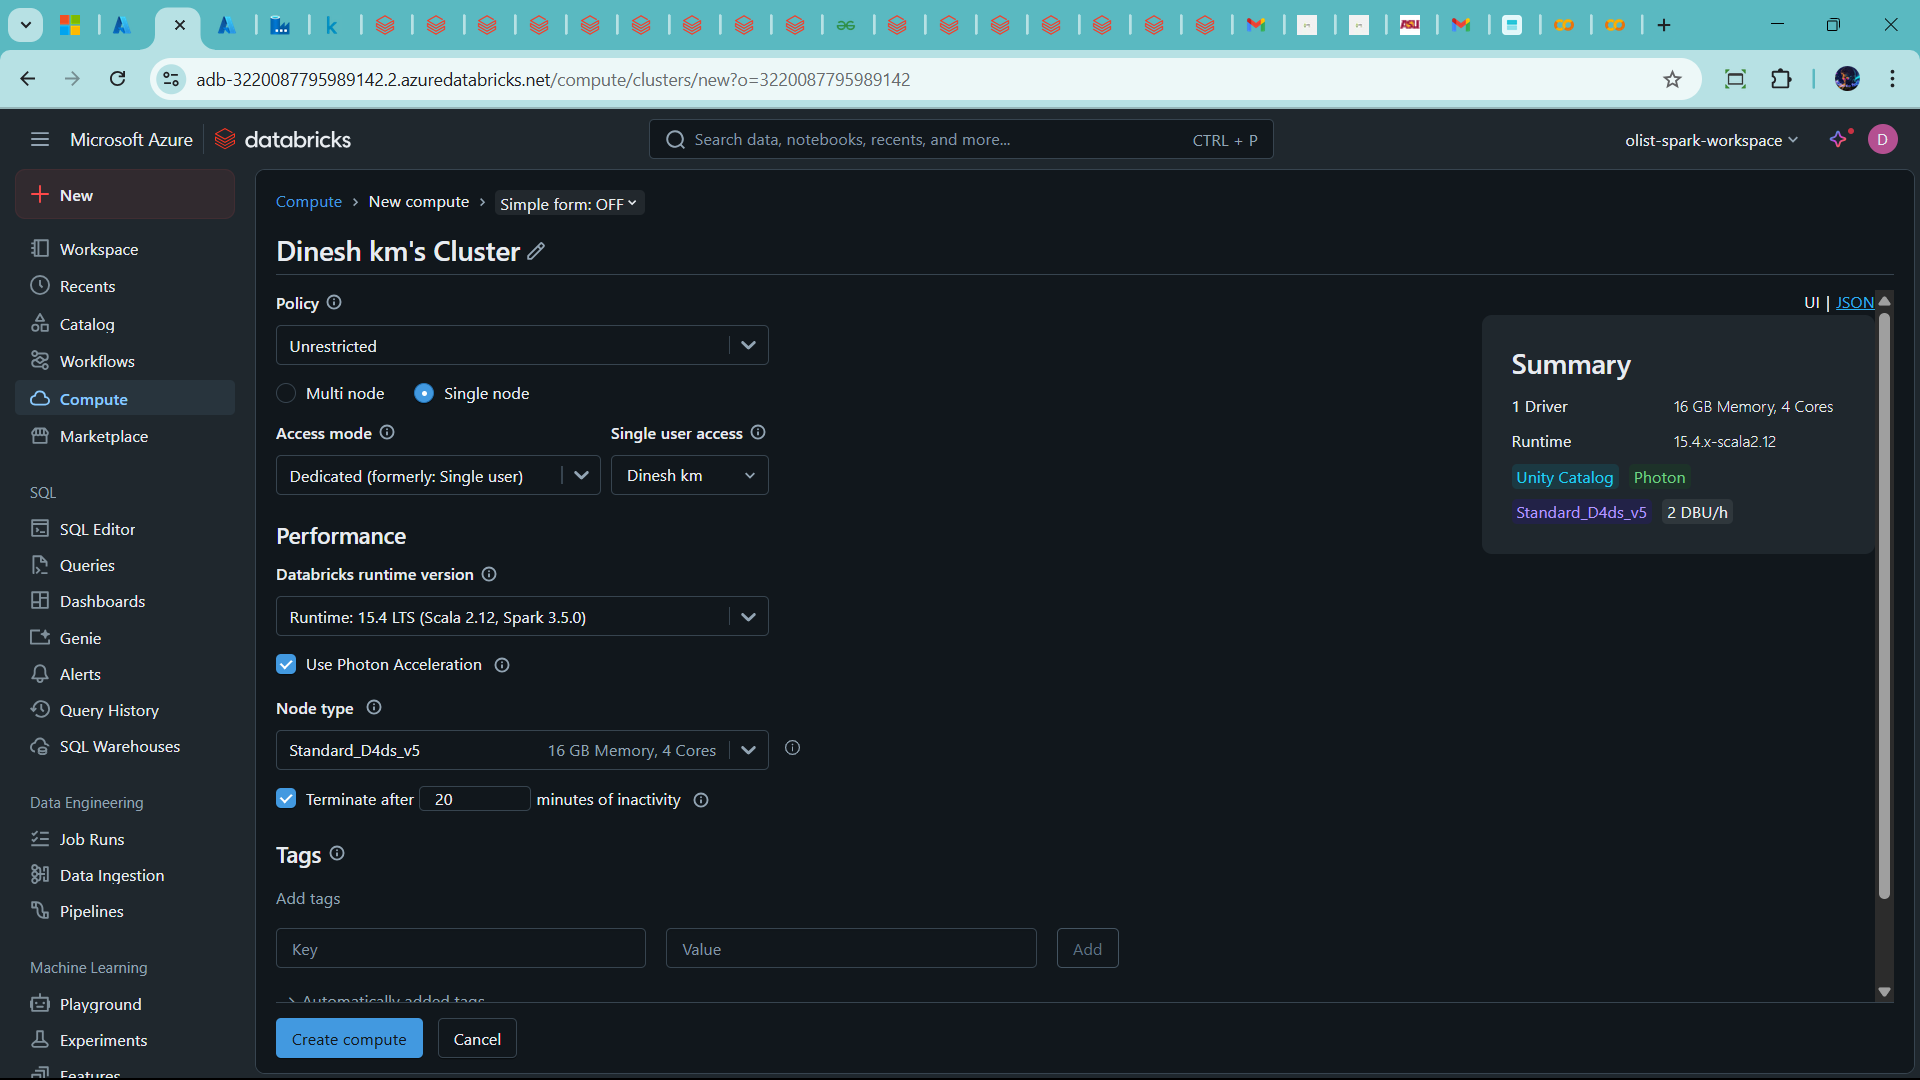 adb-3220087795989142.2.azuredatabricks.net/compute/clusters/new?o=3220087795989142
Microsoft Azure databricks
Search data, notebooks, recents, and more... CTRL + P
olist-spark-workspace
D
New
Workspace
Recents
Catalog
Workflows
Compute
Marketplace
SQL
SQL Editor
Queries
Dashboards
Genie
Alerts
Query History
SQL Warehouses
Data Engineering
Job Runs
Data Ingestion
Pipelines
Machine Learning
Playground
Experiments
Features
Compute > New compute > Simple form: OFF
Dinesh km's Cluster
Policy
Unrestricted
Multi node Single node
Access mode Single user access
Dedicated (formerly: Single user) Dinesh km
Performance
Databricks runtime version
Runtime: 15.4 LTS (Scala 2.12, Spark 3.5.0)
Use Photon Acceleration
Node type
Standard_D4ds_v5 16 GB Memory, 4 Cores
Terminate after 20 minutes of inactivity
Tags
Add tags
Key Value Add
Automatically added tags
Create compute Cancel
UI | JSON
Summary
1 Driver 16 GB Memory, 4 Cores
Runtime 15.4.x-scala2.12
Unity Catalog Photon
Standard_D4ds_v5 2 DBU/h